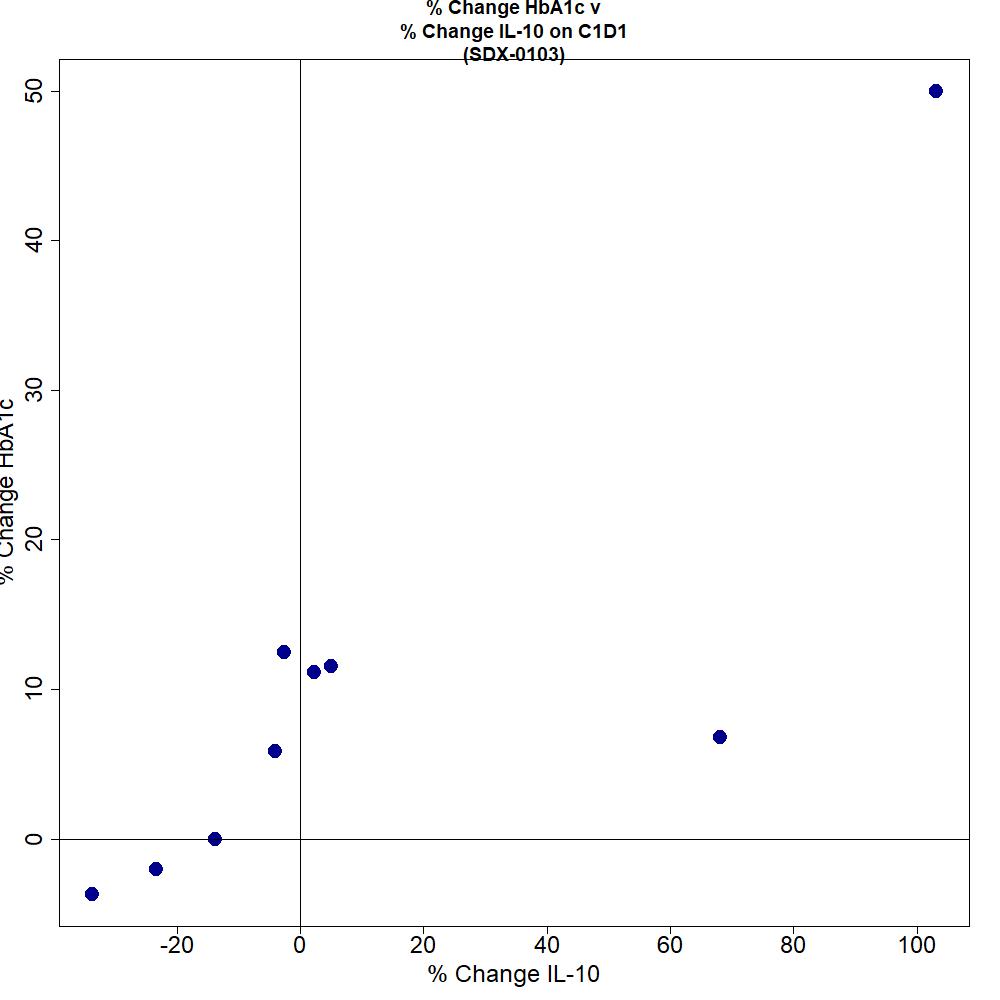 % Change HbA1c v
% Change IL-10 on C1D1
(SDX-0103)
50
40
30
20
10
0
% Change HbA1c
-20 0 20 40 60 80 100
% Change IL-10